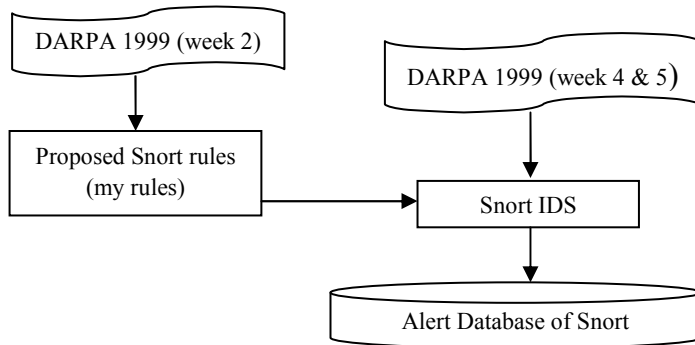 DARPA 1999 (week 2)
DARPA 1999 (week 4 & 5)
Proposed Snort rules
(my rules)
Snort IDS
Alert Database of Snort